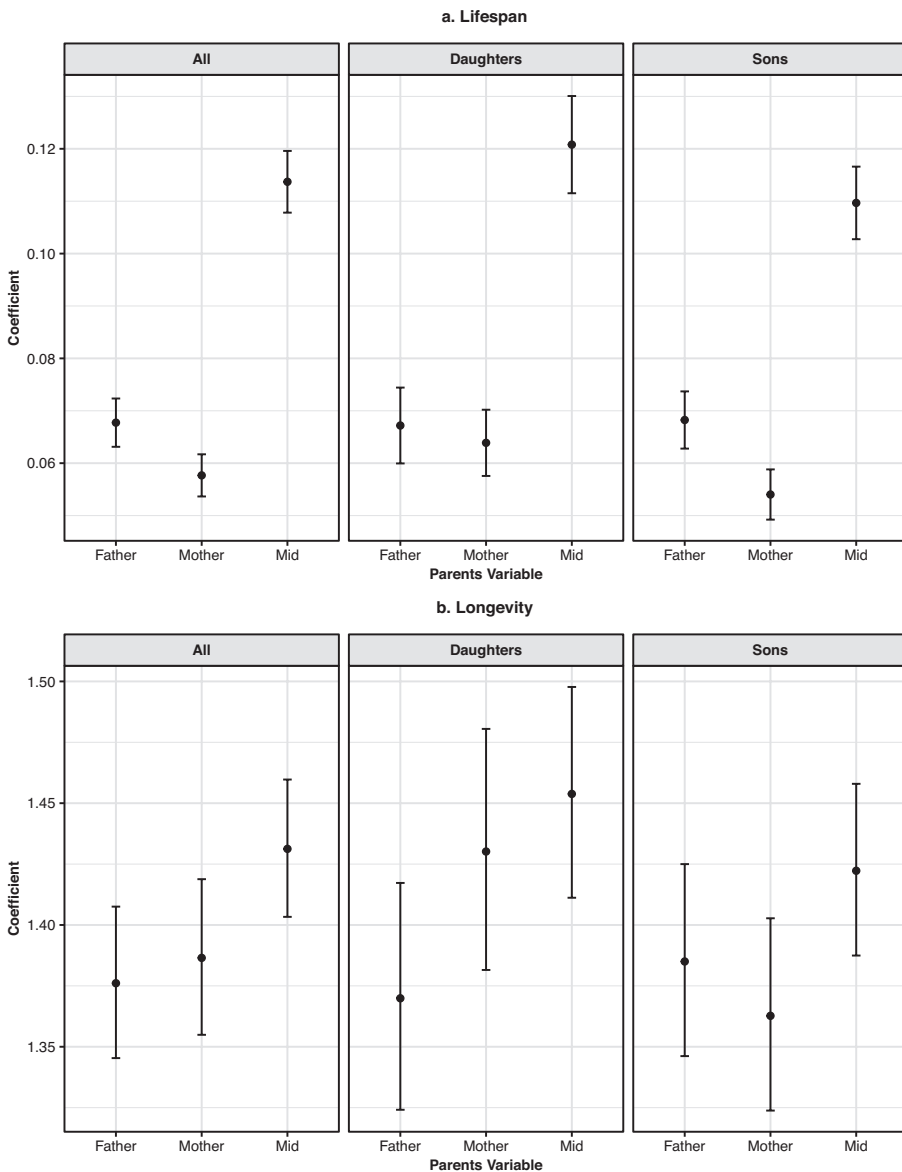 a. Lifespan
All Daughters Sons
0.12
0.10
0.08
0.06
Coefficient
Father Mother Mid Father Mother Mid Father Mother Mid
Parents Variable
b. Longevity
All Daughters Sons
1.50
1.45
1.40
1.35
Coefficient
Father Mother Mid Father Mother Mid Father Mother Mid
Parents Variable